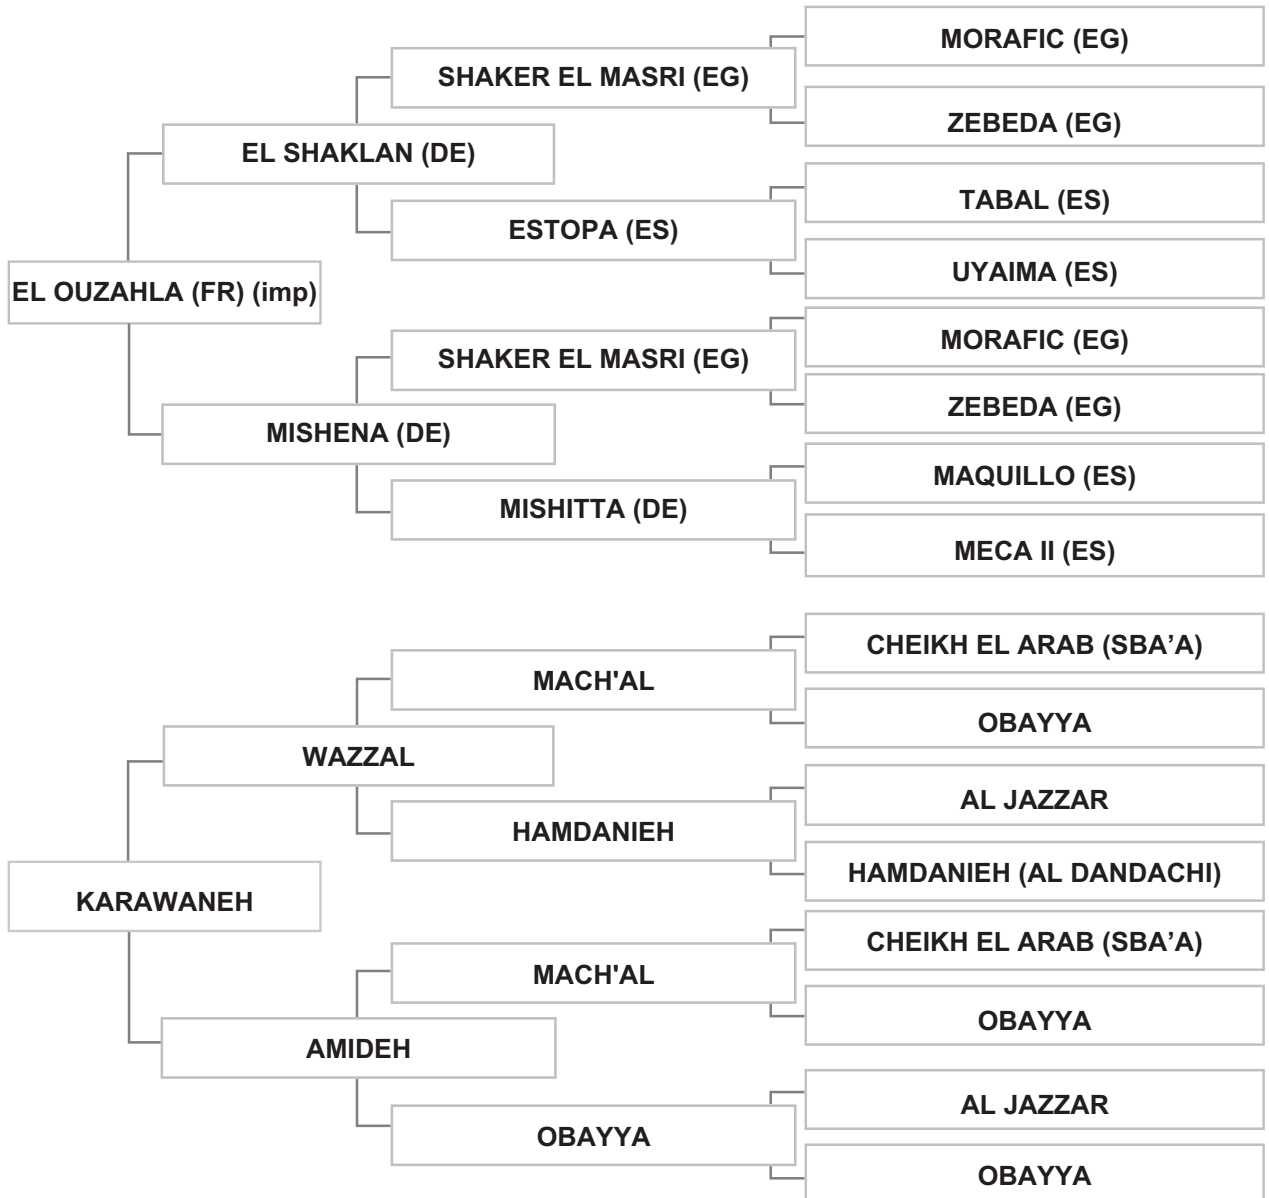 MORAFIC (EG)
SHAKER EL MASRI (EG)
ZEBEDA (EG)
EL SHAKLAN (DE)
TABAL (ES)
ESTOPA (ES)
UYAIMA (ES)
EL OUZAHLA (FR) (imp)
MORAFIC (EG)
SHAKER EL MASRI (EG)
ZEBEDA (EG)
MISHENA (DE)
MAQUILLO (ES)
MISHITTA (DE)
MECA II (ES)
CHEIKH EL ARAB (SBA’A)
MACH'AL
OBAYYA
WAZZAL
AL JAZZAR
HAMDANIEH
HAMDANIEH (AL DANDACHI)
KARAWANEH
CHEIKH EL ARAB (SBA’A)
MACH'AL
OBAYYA
AMIDEH
AL JAZZAR
OBAYYA
OBAYYA